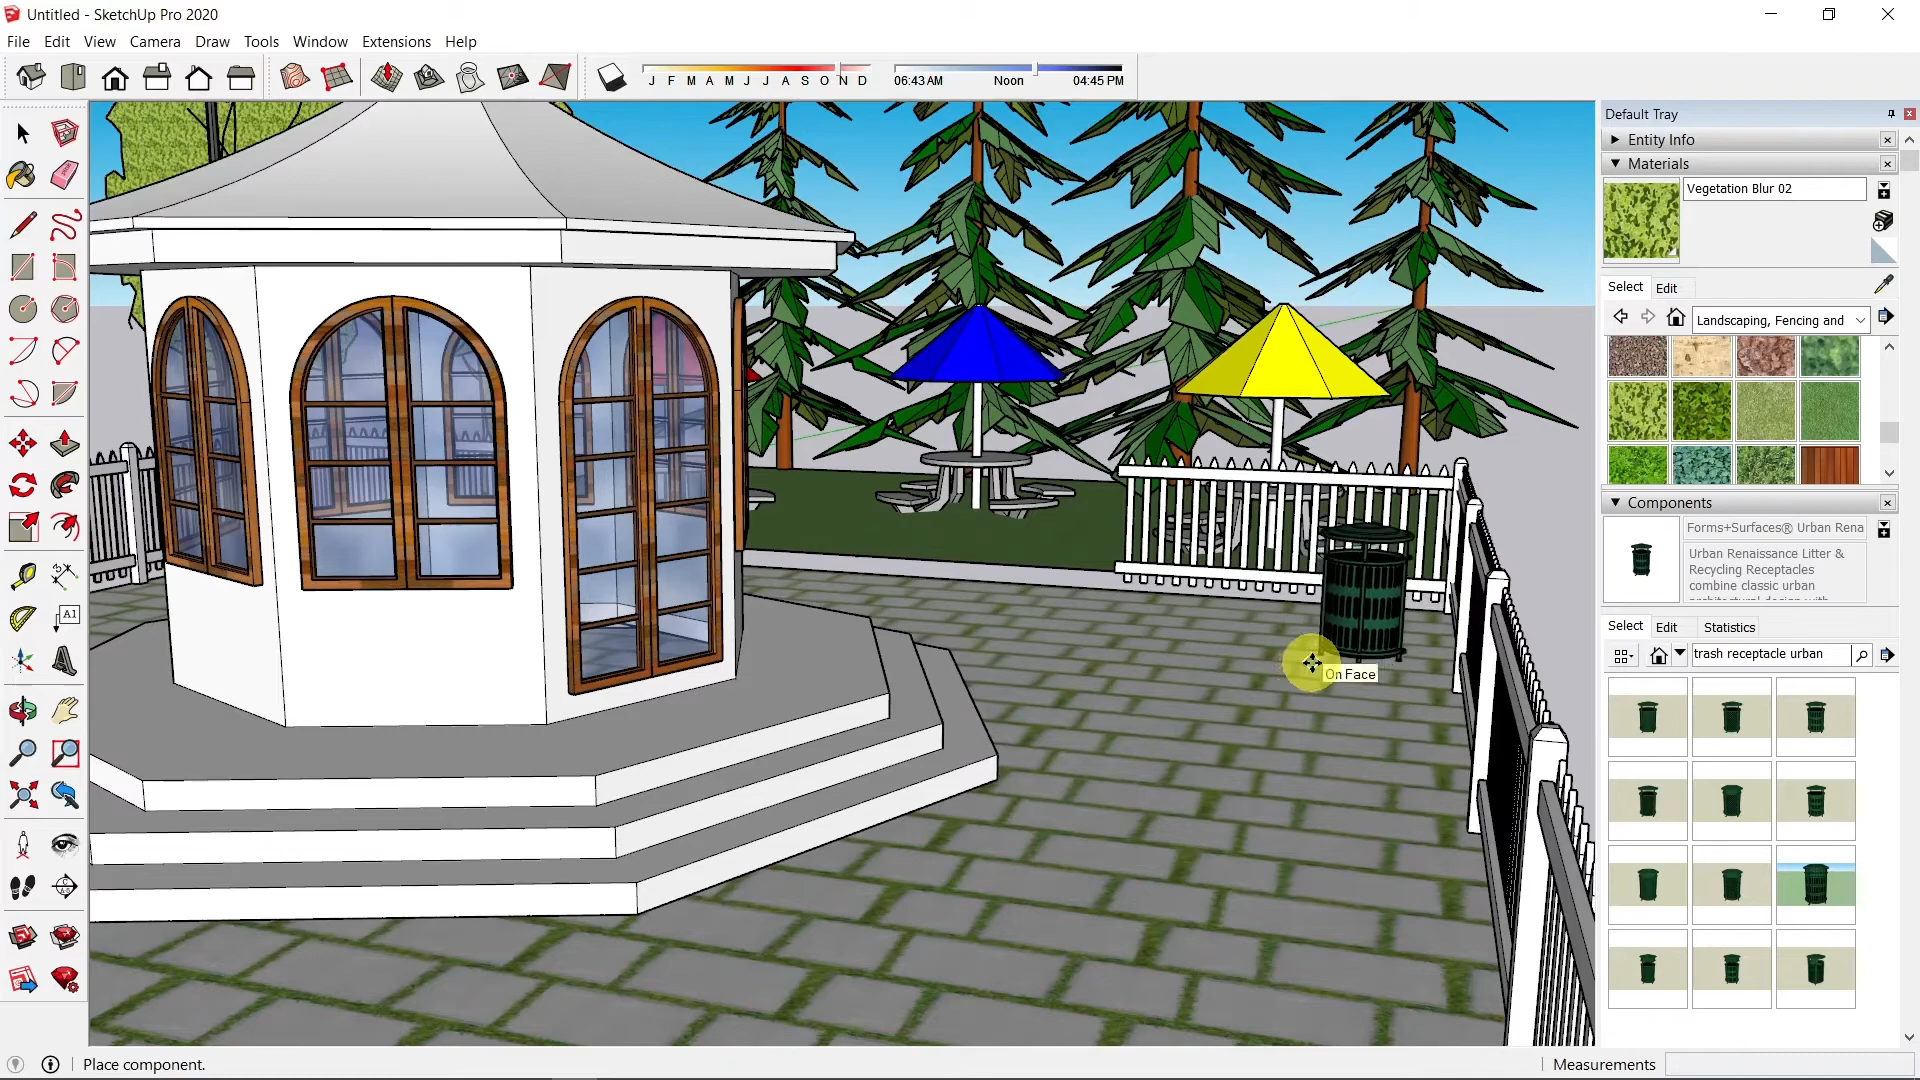 Untitled - SketchUp Pro 2020
File Edit View Camera Draw Tools Window Extensions Help
J F M A M J J A S O N D
06:43 AM Noon 04:45 PM
Default Tray
Entity Info
Materials
Vegetation Blur 02
Select Edit
Landscaping, Fencing and
Components
Forms+Surfaces® Urban Rena
Urban Renaissance Litter &
Recycling Receptacles
combine classic urban
Select Edit Statistics
trash receptacle urban
A1
On Face
Place component.
Measurements